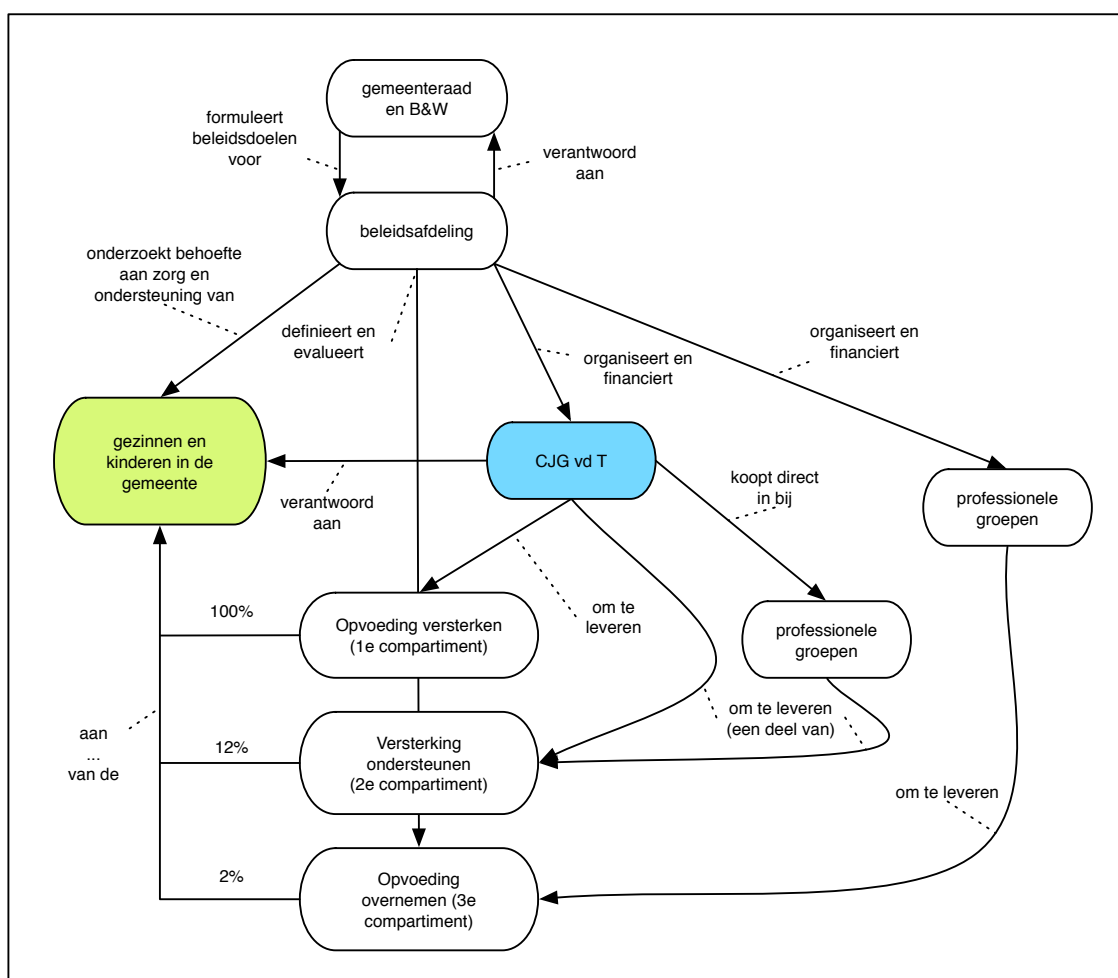 gemeenteraad
en B&W
formuleert
beleidsdoelen
voor
verantwoord
aan
beleidsafdeling
onderzoekt behoefte
aan zorg en
ondersteuning van
definieert en
evalueert
organiseert en
financiert
organiseert en
financiert
gezinnen en
kinderen in de
gemeente
CJG vd T
verantwoord
aan
koopt direct
in bij
professionele
groepen
100%
Opvoeding versterken
(1e compartiment)
om te
leveren
professionele
groepen
aan
...
van de
12%
Versterking
ondersteunen
(2e compartiment)
om te leveren
(een deel van)
om te leveren
2%
Opvoeding
overnemen (3e
compartiment)